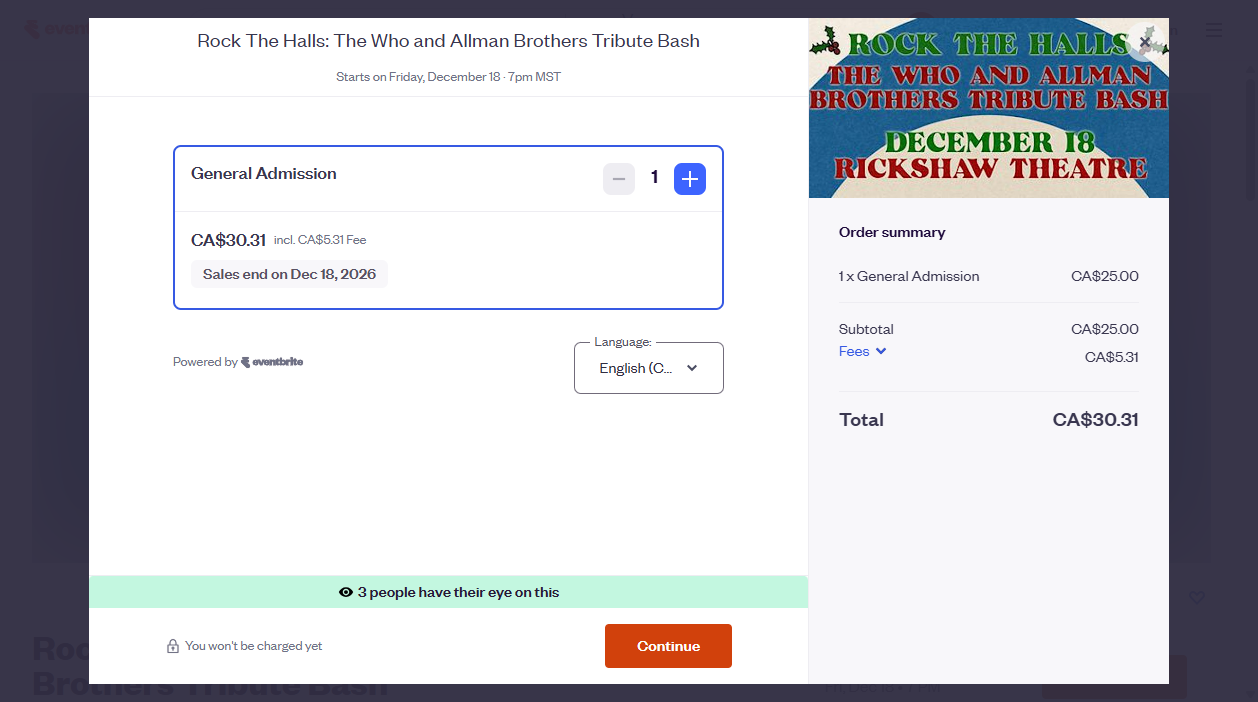 Rock The Halls: The Who and Allman Brothers Tribute Bash
Starts on Friday, December 18 · 7pm MST
General Admission
1
CA$30.31 incl. CA$5.31 Fee
Sales end on Dec 18, 2026
Powered by eventbrite
Language:
English (C...
3 people have their eye on this
You won't be charged yet
Continue
ROCK THE HALLS
THE WHO AND ALLMAN
BROTHERS TRIBUTE BASH
DECEMBER 18
RICKSHAW THEATRE
Order summary
1 x General Admission CA$25.00
Subtotal CA$25.00
Fees CA$5.31
Total CA$30.31
Brothers Tribute Bash